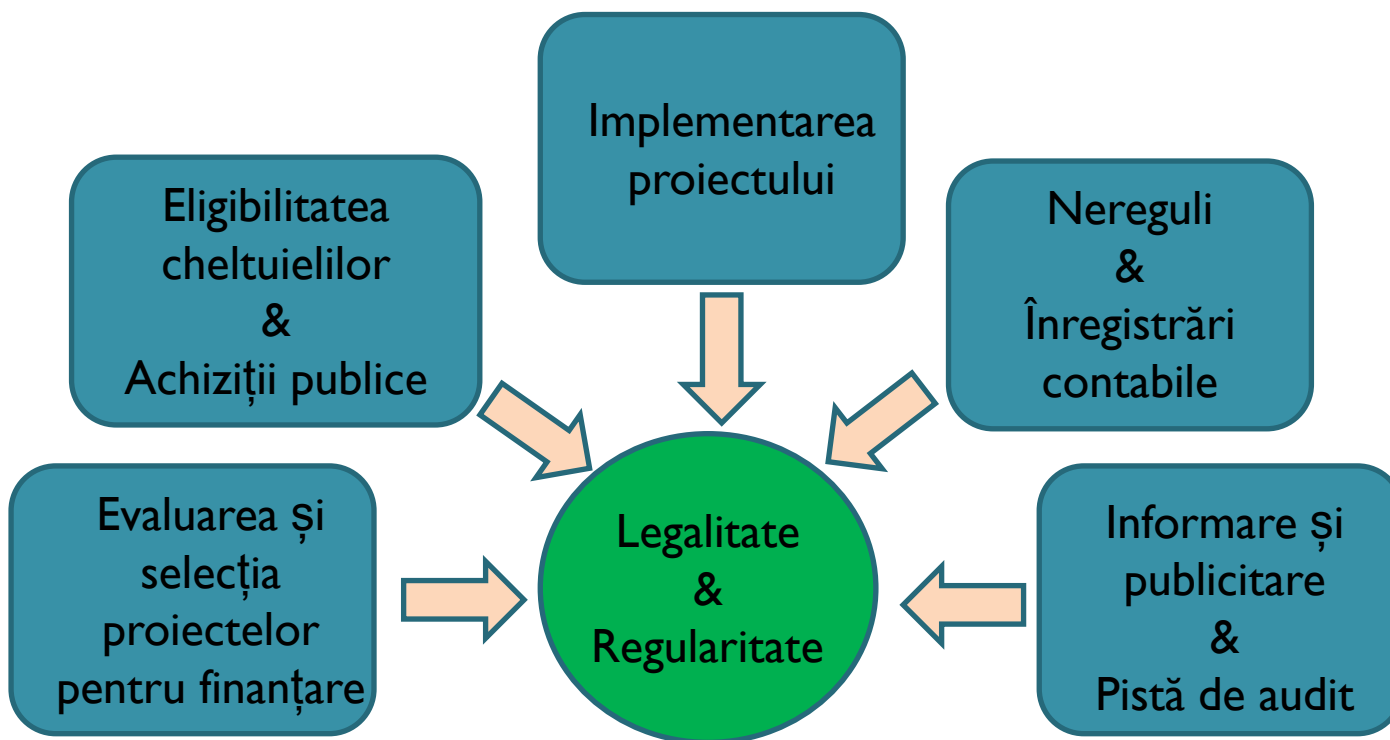 Implementarea
proiectului
Eligibilitatea
cheltuielilor
&
Achiziții publice
Nereguli
&
Înregistrări
contabile
Evaluarea și
selecția
proiectelor
pentru finanțare
Legalitate
&
Regularitate
Informare și
publicitare
&
Pistă de audit